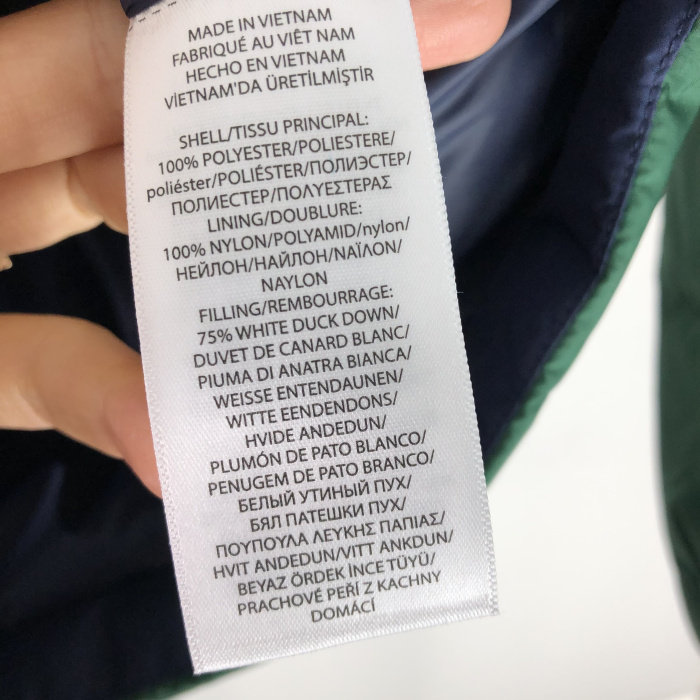 MADE IN VIETNAM
FABRIQUÉ AU VIÊT NAM
HECHO EN VIETNAM
VİETNAM'DA ÜRETİLMİŞTİR
SHELL/TISSU PRINCIPAL:
100% POLYESTER/POLIESTERE/
poliéster/POLIÉSTER/ПОЛИЭСТЕР/
ПОЛИЕСТЕР/ΠΟΛΥΕΣΤΕΡΑΣ
LINING/DOUBLURE:
100% NYLON/POLYAMID/nylon/
НЕЙЛОН/НАЙЛОН/ΝΑΪΛΟΝ/
NAYLON
FILLING/REMBOURRAGE:
75% WHITE DUCK DOWN/
DUVET DE CANARD BLANC/
PIUMA DI ANATRA BIANCA/
WEISSE ENTENDAUNEN/
WITTE EENDENDONS/
HVIDE ANDEDUN/
PLUMÓN DE PATO BLANCO/
PENUGEM DE PATO BRANCO/
БЕЛЫЙ УТИНЫЙ ПУХ/
БЯЛ ПАТЕШКИ ПУХ/
ΠΟΥΠΟΥΛΑ ΛΕΥΚΗΣ ΠΑΠΙΑΣ/
HVIT ANDEDUN/VITT ANKDUN/
BEYAZ ÖRDEK İNCE TÜYÜ/
PRACHOVÉ PEŘÍ Z KACHNY
DOMÁCÍ